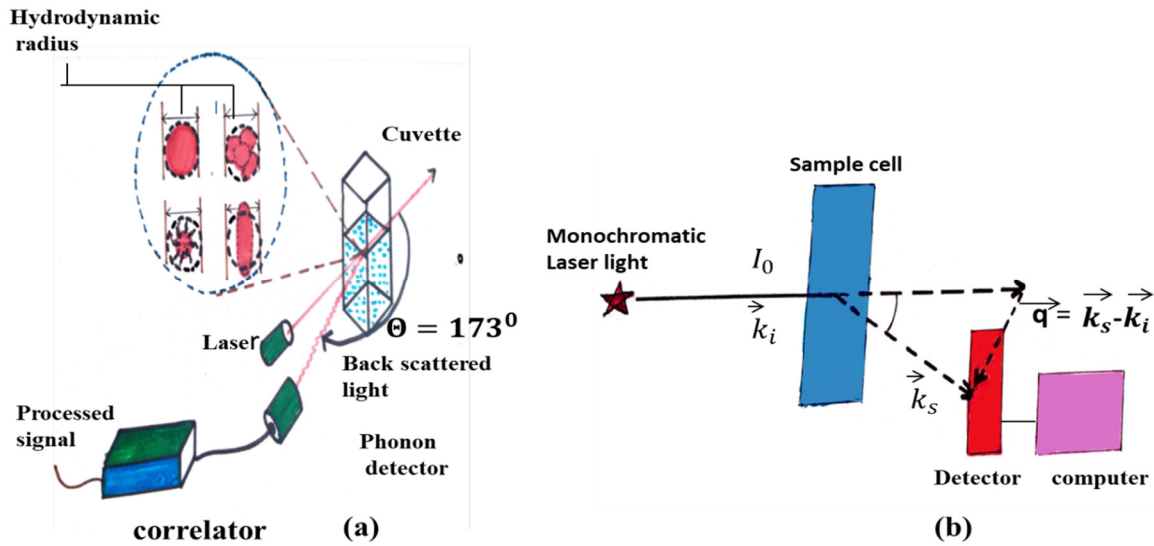 Hydrodynamic
radius
Cuvette
Laser
Θ = 173⁰
Back scattered
light
Processed
signal
Phonon
detector
correlator
(a)
Sample cell
Monochromatic
Laser light
I₀
k⃗ᵢ
q⃗ = k⃗ₛ-k⃗ᵢ
k⃗ₛ
Detector
computer
(b)